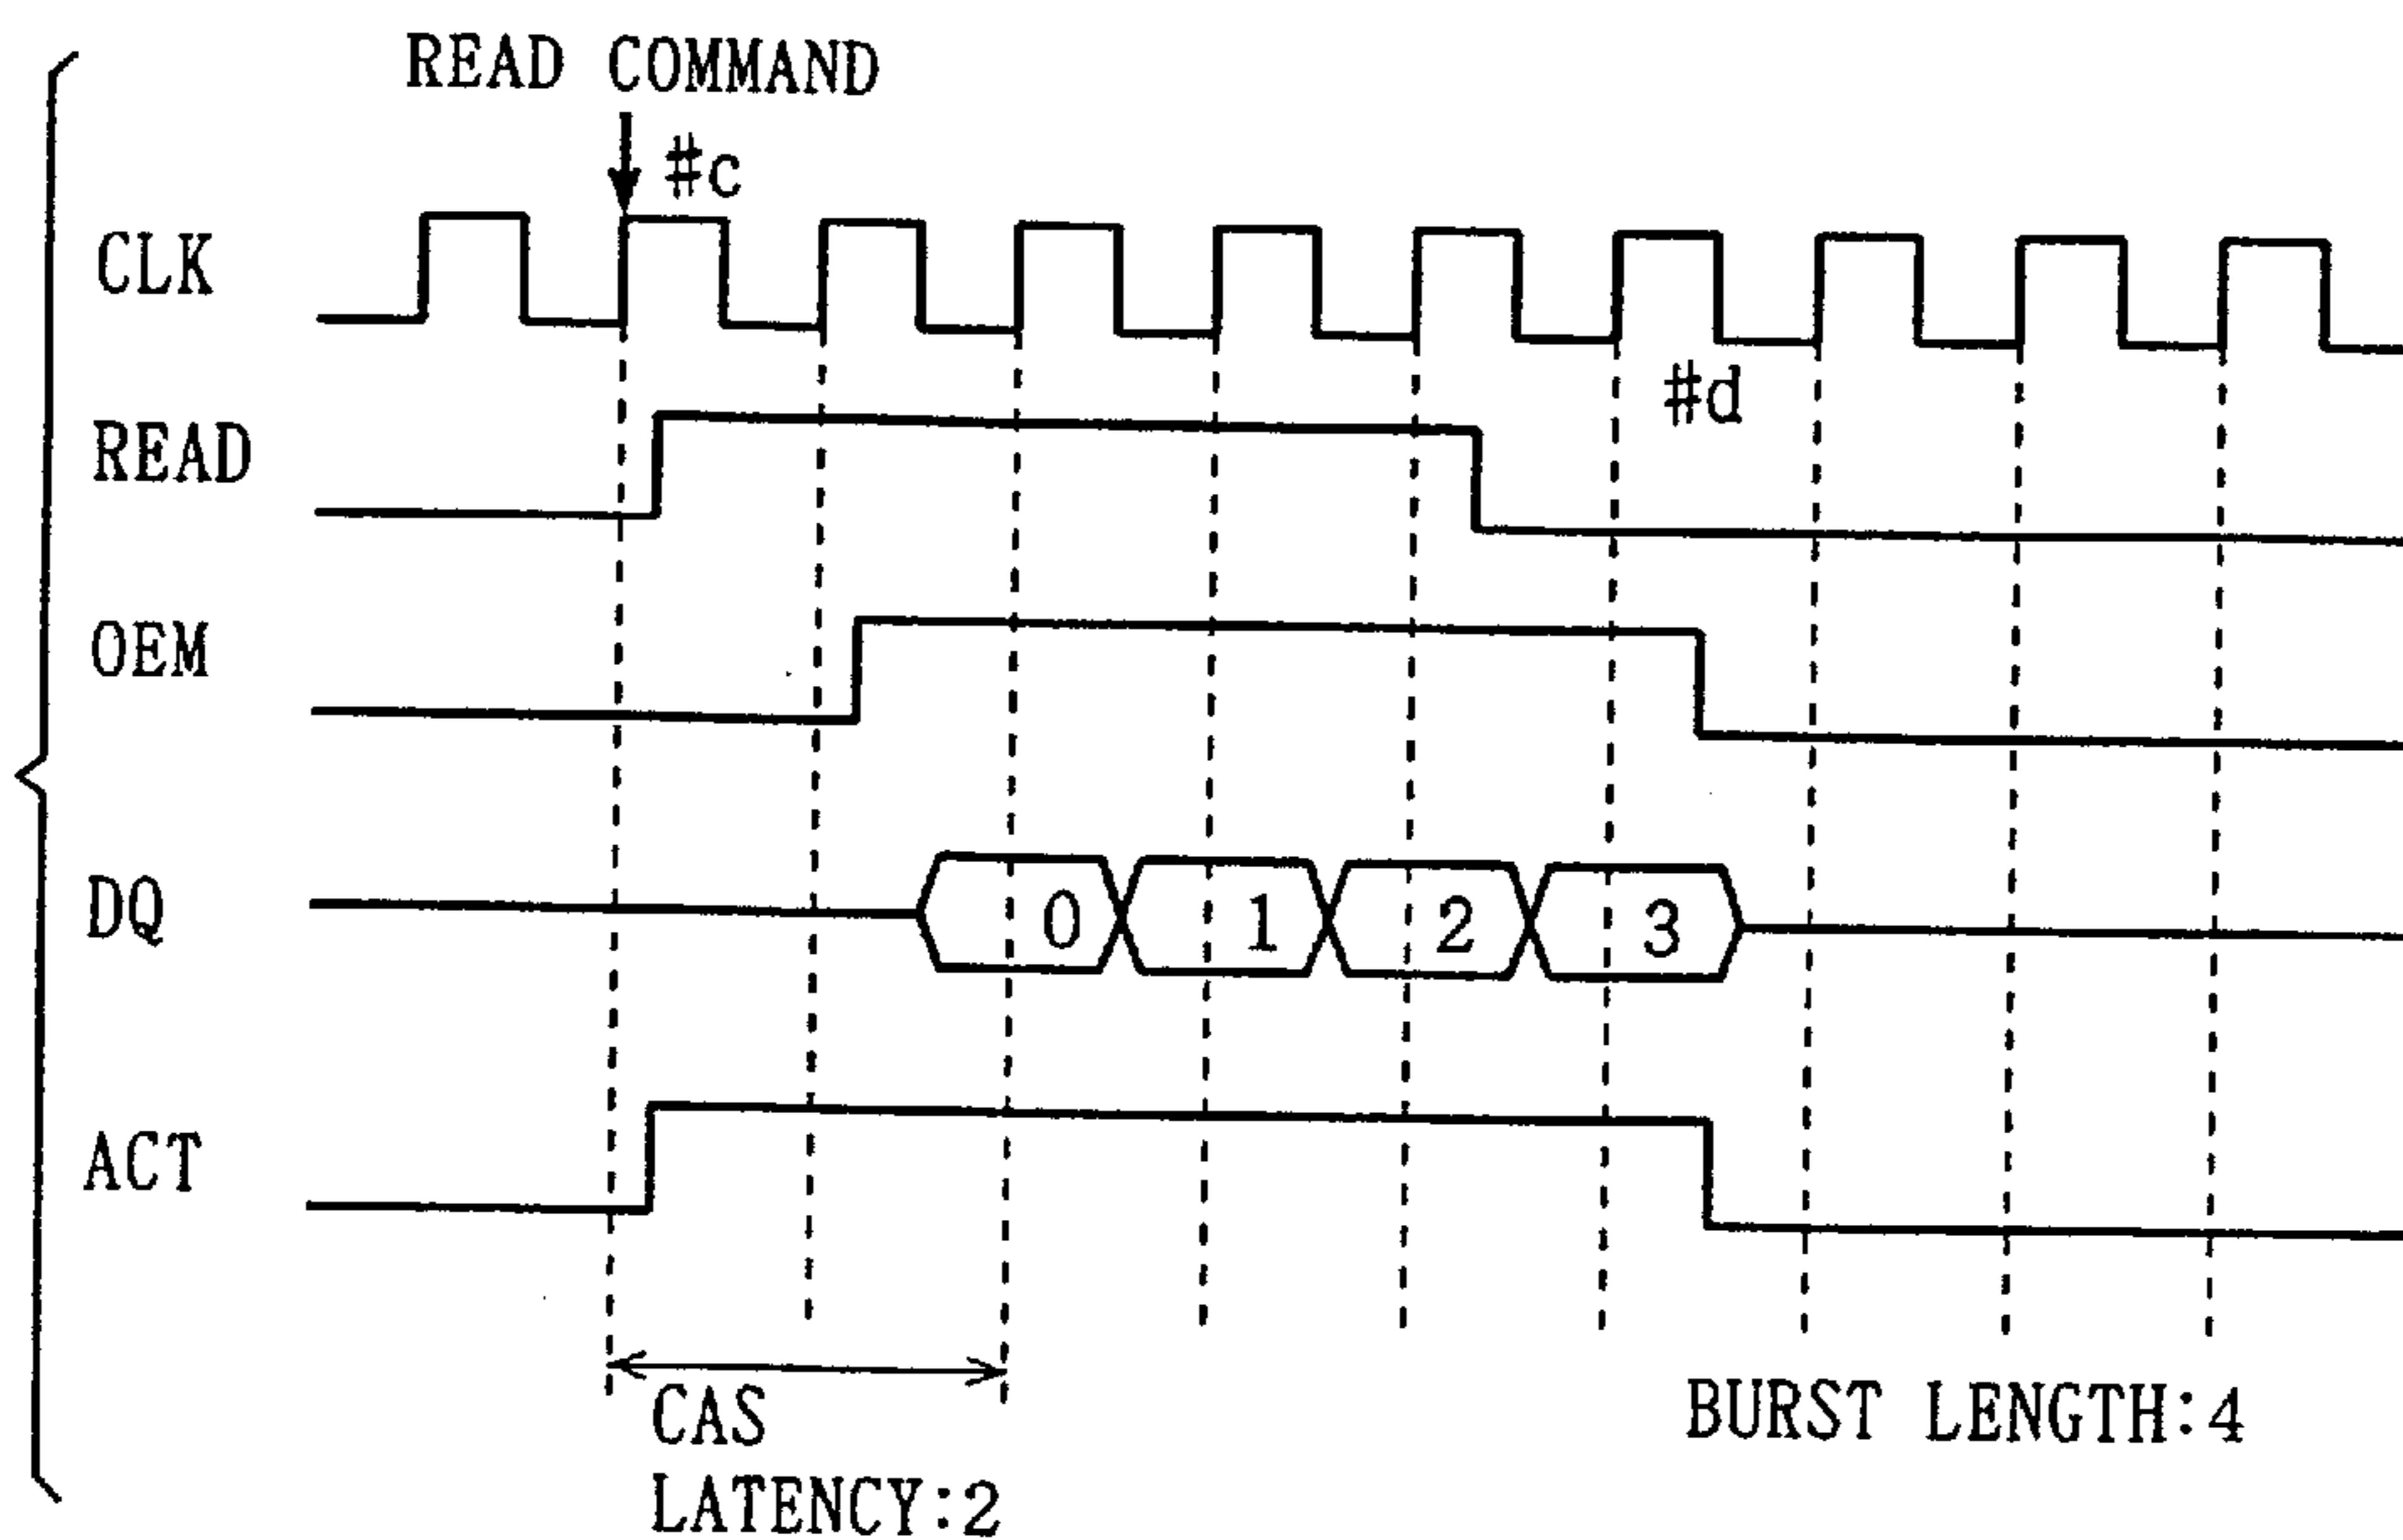 READ COMMAND
#c
CLK
#d
READ
OEM
DQ
0 1 2 3
ACT
CAS
LATENCY:2
BURST LENGTH:4